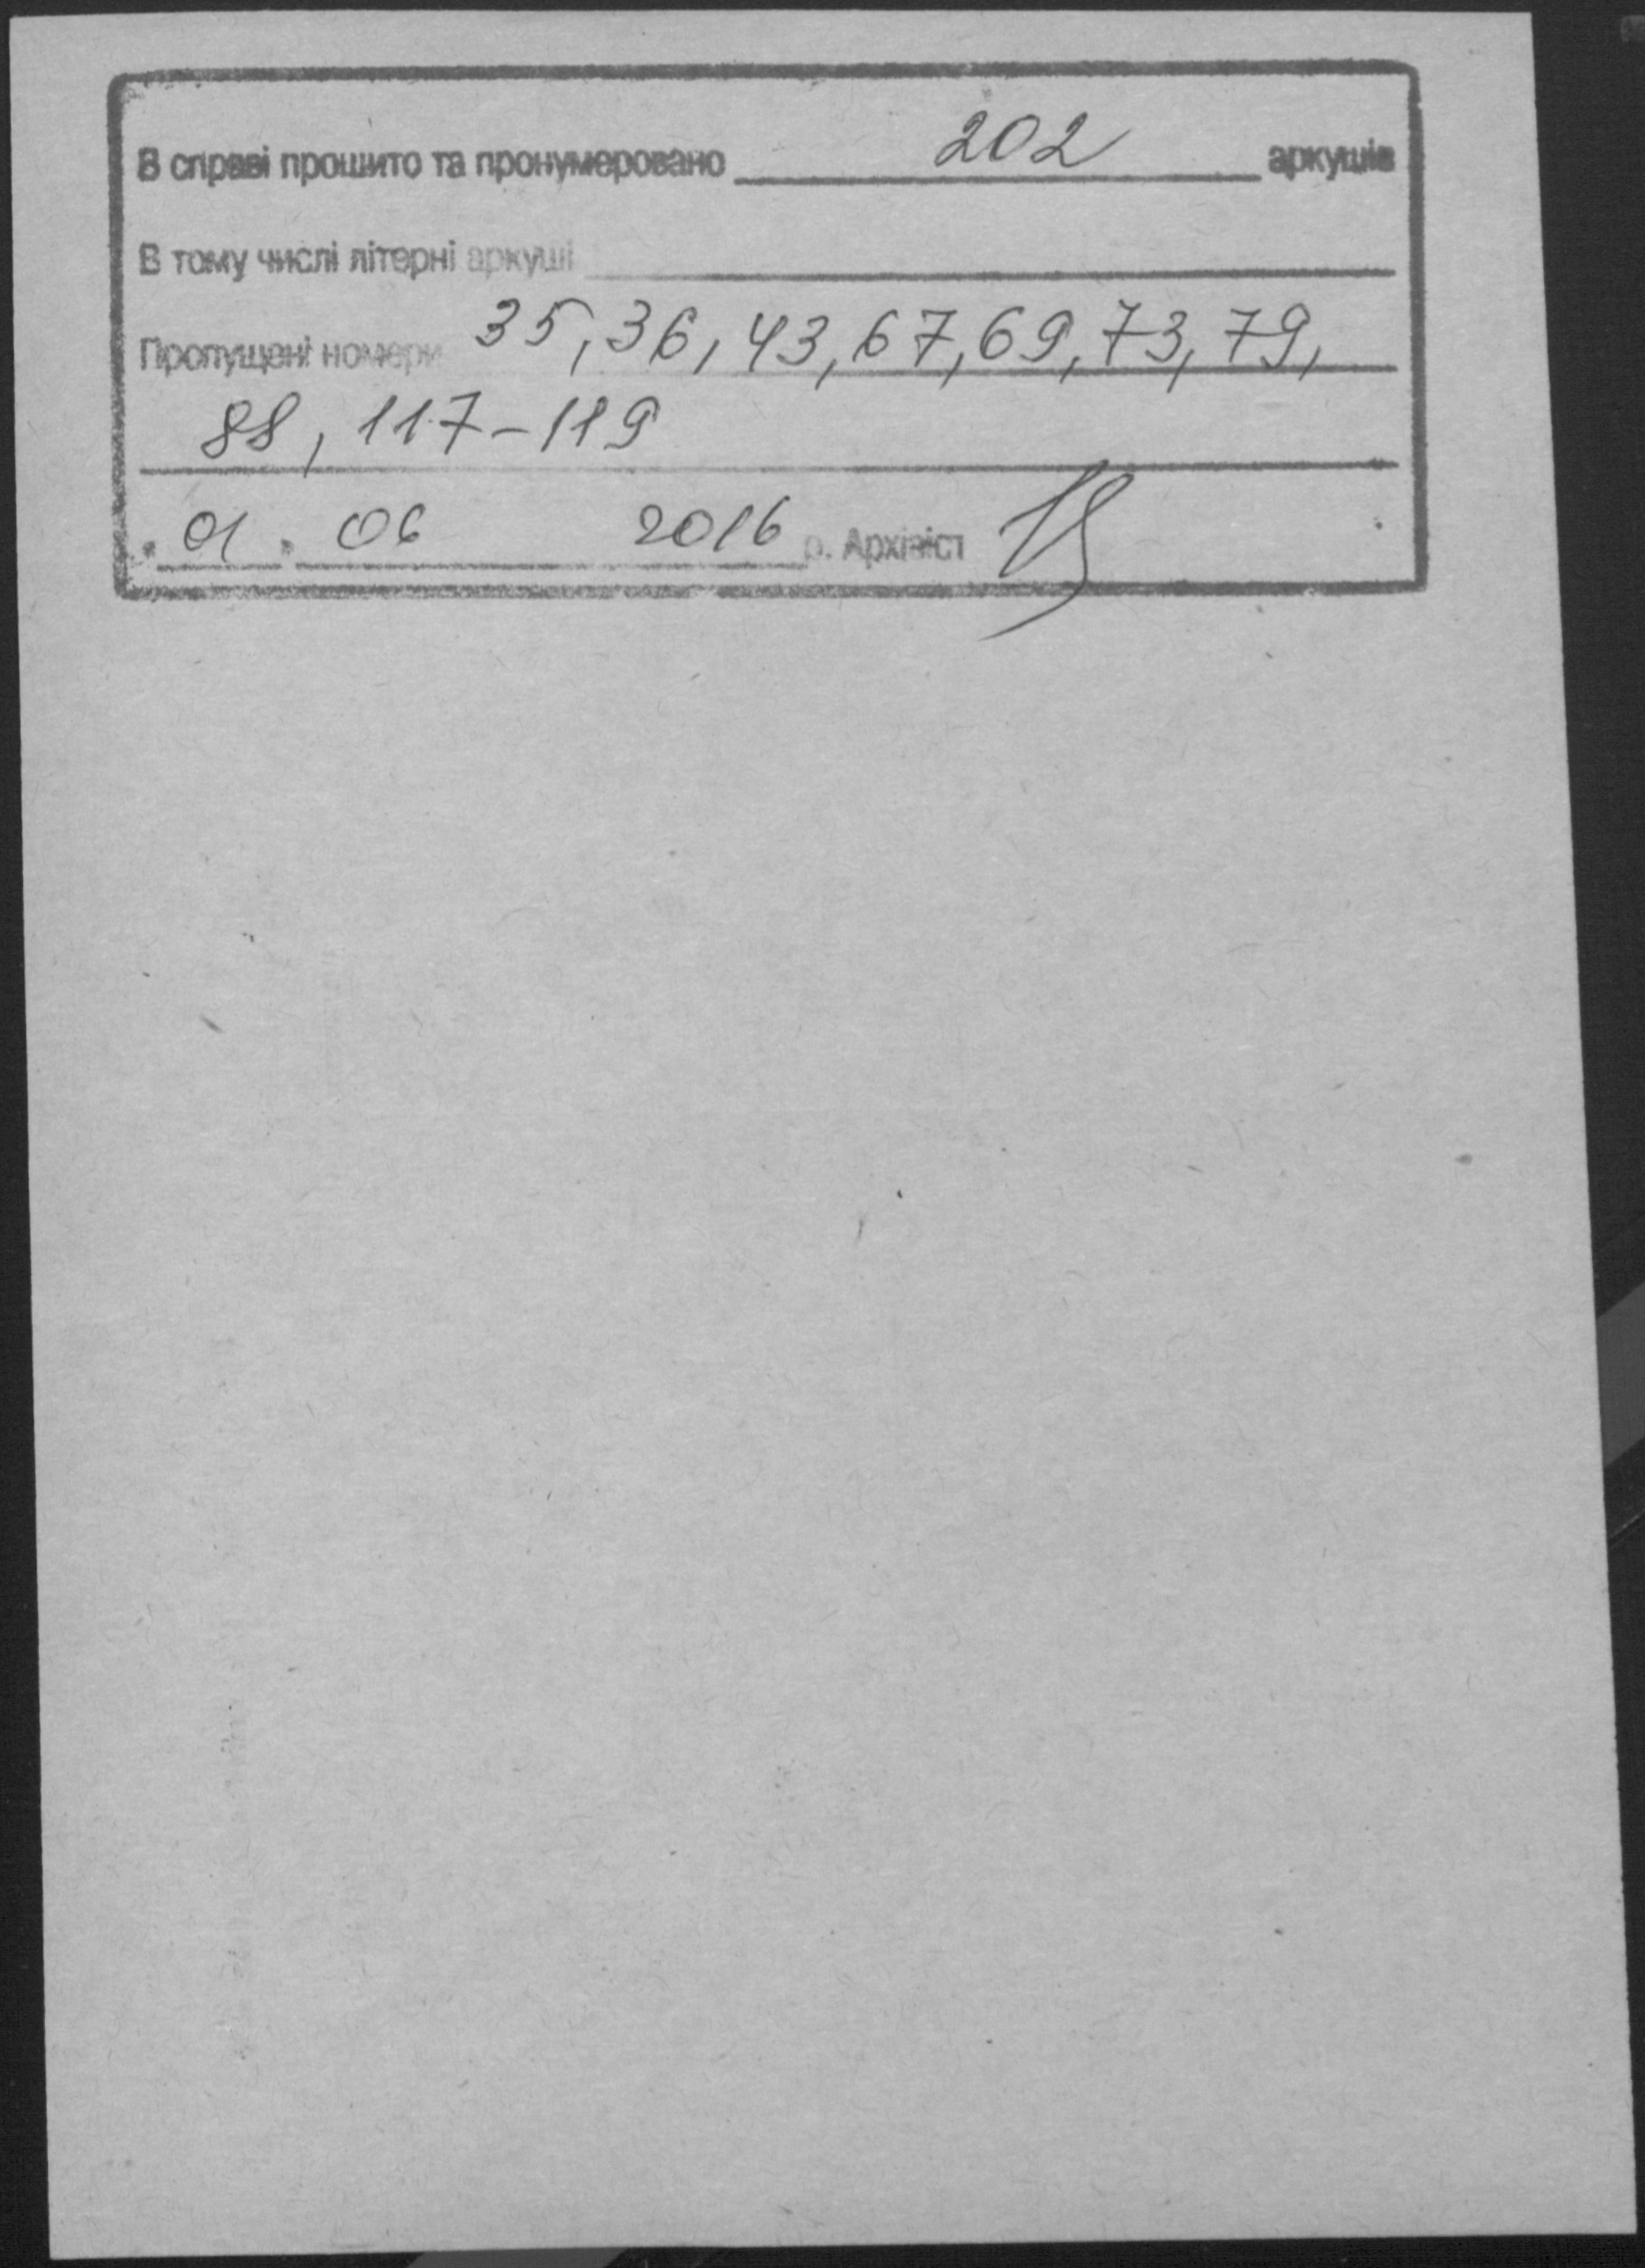 В справі прошито та пронумеровано 202 аркушів
В тому числі літерні аркуші
Пропущені номери 35, 36, 43, 67, 69, 73, 79,
88, 117-119
01. 06 2016 р. Архівіст